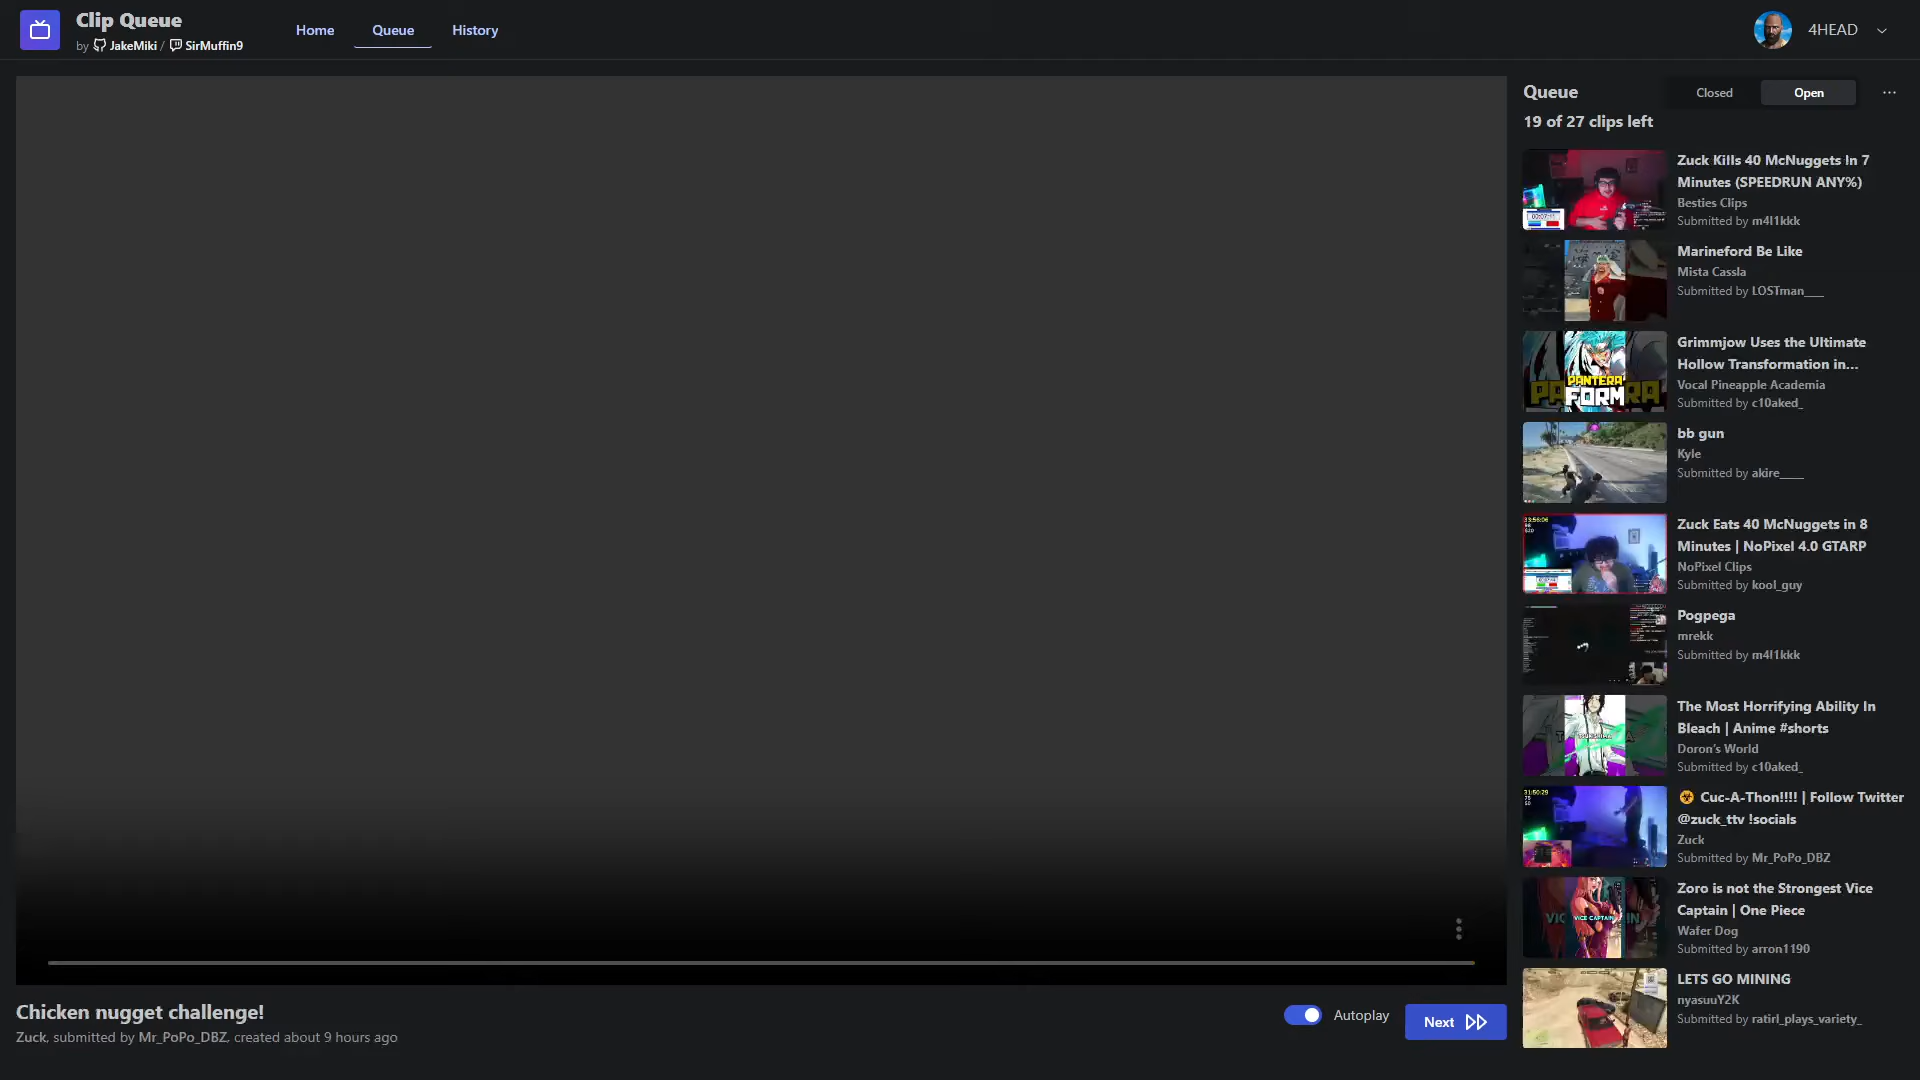 Clip Queue
by JakeMiki / SirMuffin9
Home
Queue
History
4HEAD
Queue
Closed
Open
19 of 27 clips left
Zuck Kills 40 McNuggets In 7
Minutes (SPEEDRUN ANY%)
Besties Clips
Submitted by m4l1kkk
Marineford Be Like
Mista Cassla
Submitted by LOSTman___
PANTERA
FORM
Grimmjow Uses the Ultimate
Hollow Transformation in...
Vocal Pineapple Academia
Submitted by c10aked_
bb gun
Kyle
Submitted by akire____
Zuck Eats 40 McNuggets in 8
Minutes | NoPixel 4.0 GTARP
NoPixel Clips
Submitted by kool_guy
Pogpega
mrekk
Submitted by m4l1kkk
The Most Horrifying Ability In
Bleach | Anime #shorts
Doron's World
Submitted by c10aked_
31:50:29
☣ Cuc-A-Thon!!!! | Follow Twitter
@zuck_ttv !socials
Zuck
Submitted by Mr_PoPo_DBZ
VICE CAPTAIN
Zoro is not the Strongest Vice
Captain | One Piece
Wafer Dog
Submitted by arron1190
LETS GO MINING
nyasuuY2K
Submitted by ratirl_plays_variety_
Chicken nugget challenge!
Zuck, submitted by Mr_PoPo_DBZ, created about 9 hours ago
Autoplay
Next